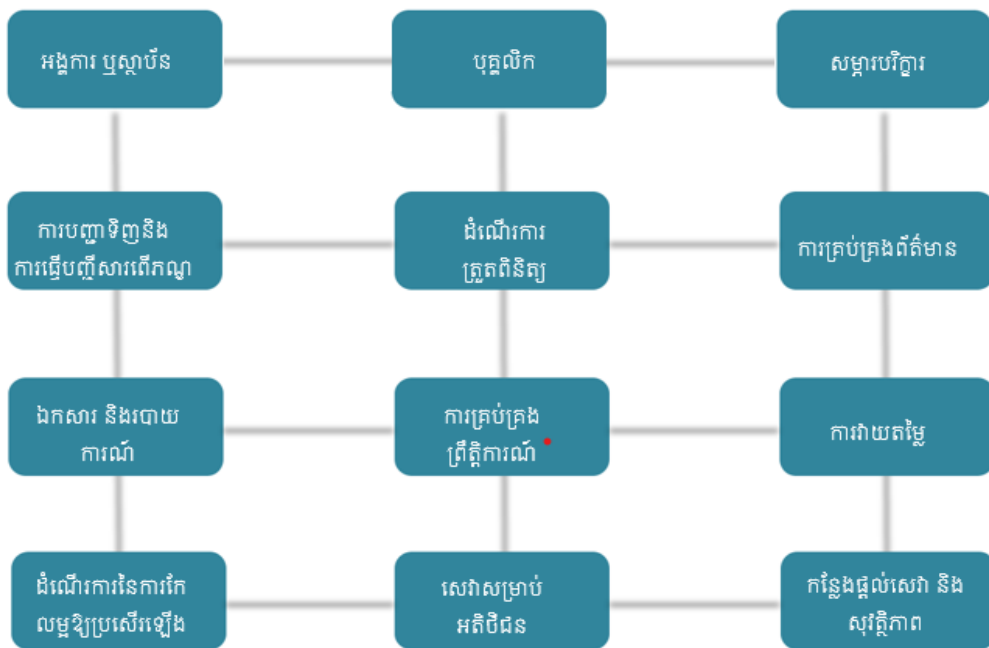 អង្គការ ឬស្ថាប័ន
បុគ្គលិក
សម្ភារបរិក្ខារ
ការបញ្ជាទិញនិង
ការធ្វើបញ្ជីសារពើភណ្ឌ
ដំណើរការ
ត្រួតពិនិត្យ
ការគ្រប់គ្រងព័ត៌មាន
ឯកសារ និងរបាយ
ការណ៍
ការគ្រប់គ្រង
ព្រឹត្តិការណ៍
ការវាយតម្លៃ
ដំណើរការនៃការកែ
លម្អឱ្យប្រសើរឡើង
សេវាសម្រាប់
អតិថិជន
កន្លែងផ្តល់សេវា និង
សុវត្ថិភាព